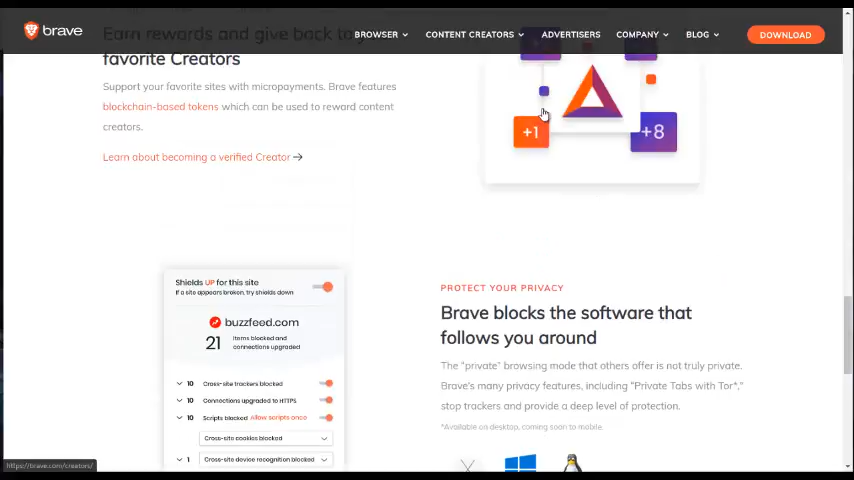 brave
BROWSER
CONTENT CREATORS
ADVERTISERS
COMPANY
BLOG
DOWNLOAD
Earn rewards and give back to your
favorite Creators
Support your favorite sites with micropayments. Brave features
blockchain-based tokens which can be used to reward content
creators.
Learn about becoming a verified Creator →
+1
+8
Shields UP for this site
If a site appears broken, try shields down
buzzfeed.com
21
Items blocked and
connections upgraded
10 Cross-site trackers blocked
10 Connections upgraded to HTTPS
10 Scripts blocked Allow scripts once
Cross-site cookies blocked
1 Cross-site device recognition blocked
PROTECT YOUR PRIVACY
Brave blocks the software that
follows you around
The "private" browsing mode that others offer is not truly private.
Brave's many privacy features, including "Private Tabs with Tor*,"
stop trackers and provide a deep level of protection.
*Available on desktop, coming soon to mobile.
https://brave.com/creators/